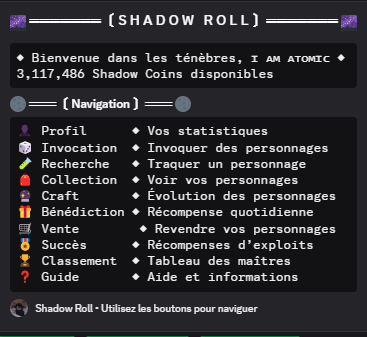 ❲SHADOW ROLL❳
◆ Bienvenue dans les ténèbres, ɪ ᴀᴍ ᴀᴛᴏᴍɪᴄ ◆
3,117,486 Shadow Coins disponibles
❲Navigation❳
Profil ◆ Vos statistiques
Invocation ◆ Invoquer des personnages
Recherche ◆ Traquer un personnage
Collection ◆ Voir vos personnages
Craft ◆ Évolution des personnages
Bénédiction ◆ Récompense quotidienne
Vente ◆ Revendre vos personnages
Succès ◆ Récompenses d’exploits
Classement ◆ Tableau des maîtres
Guide ◆ Aide et informations
Shadow Roll • Utilisez les boutons pour naviguer